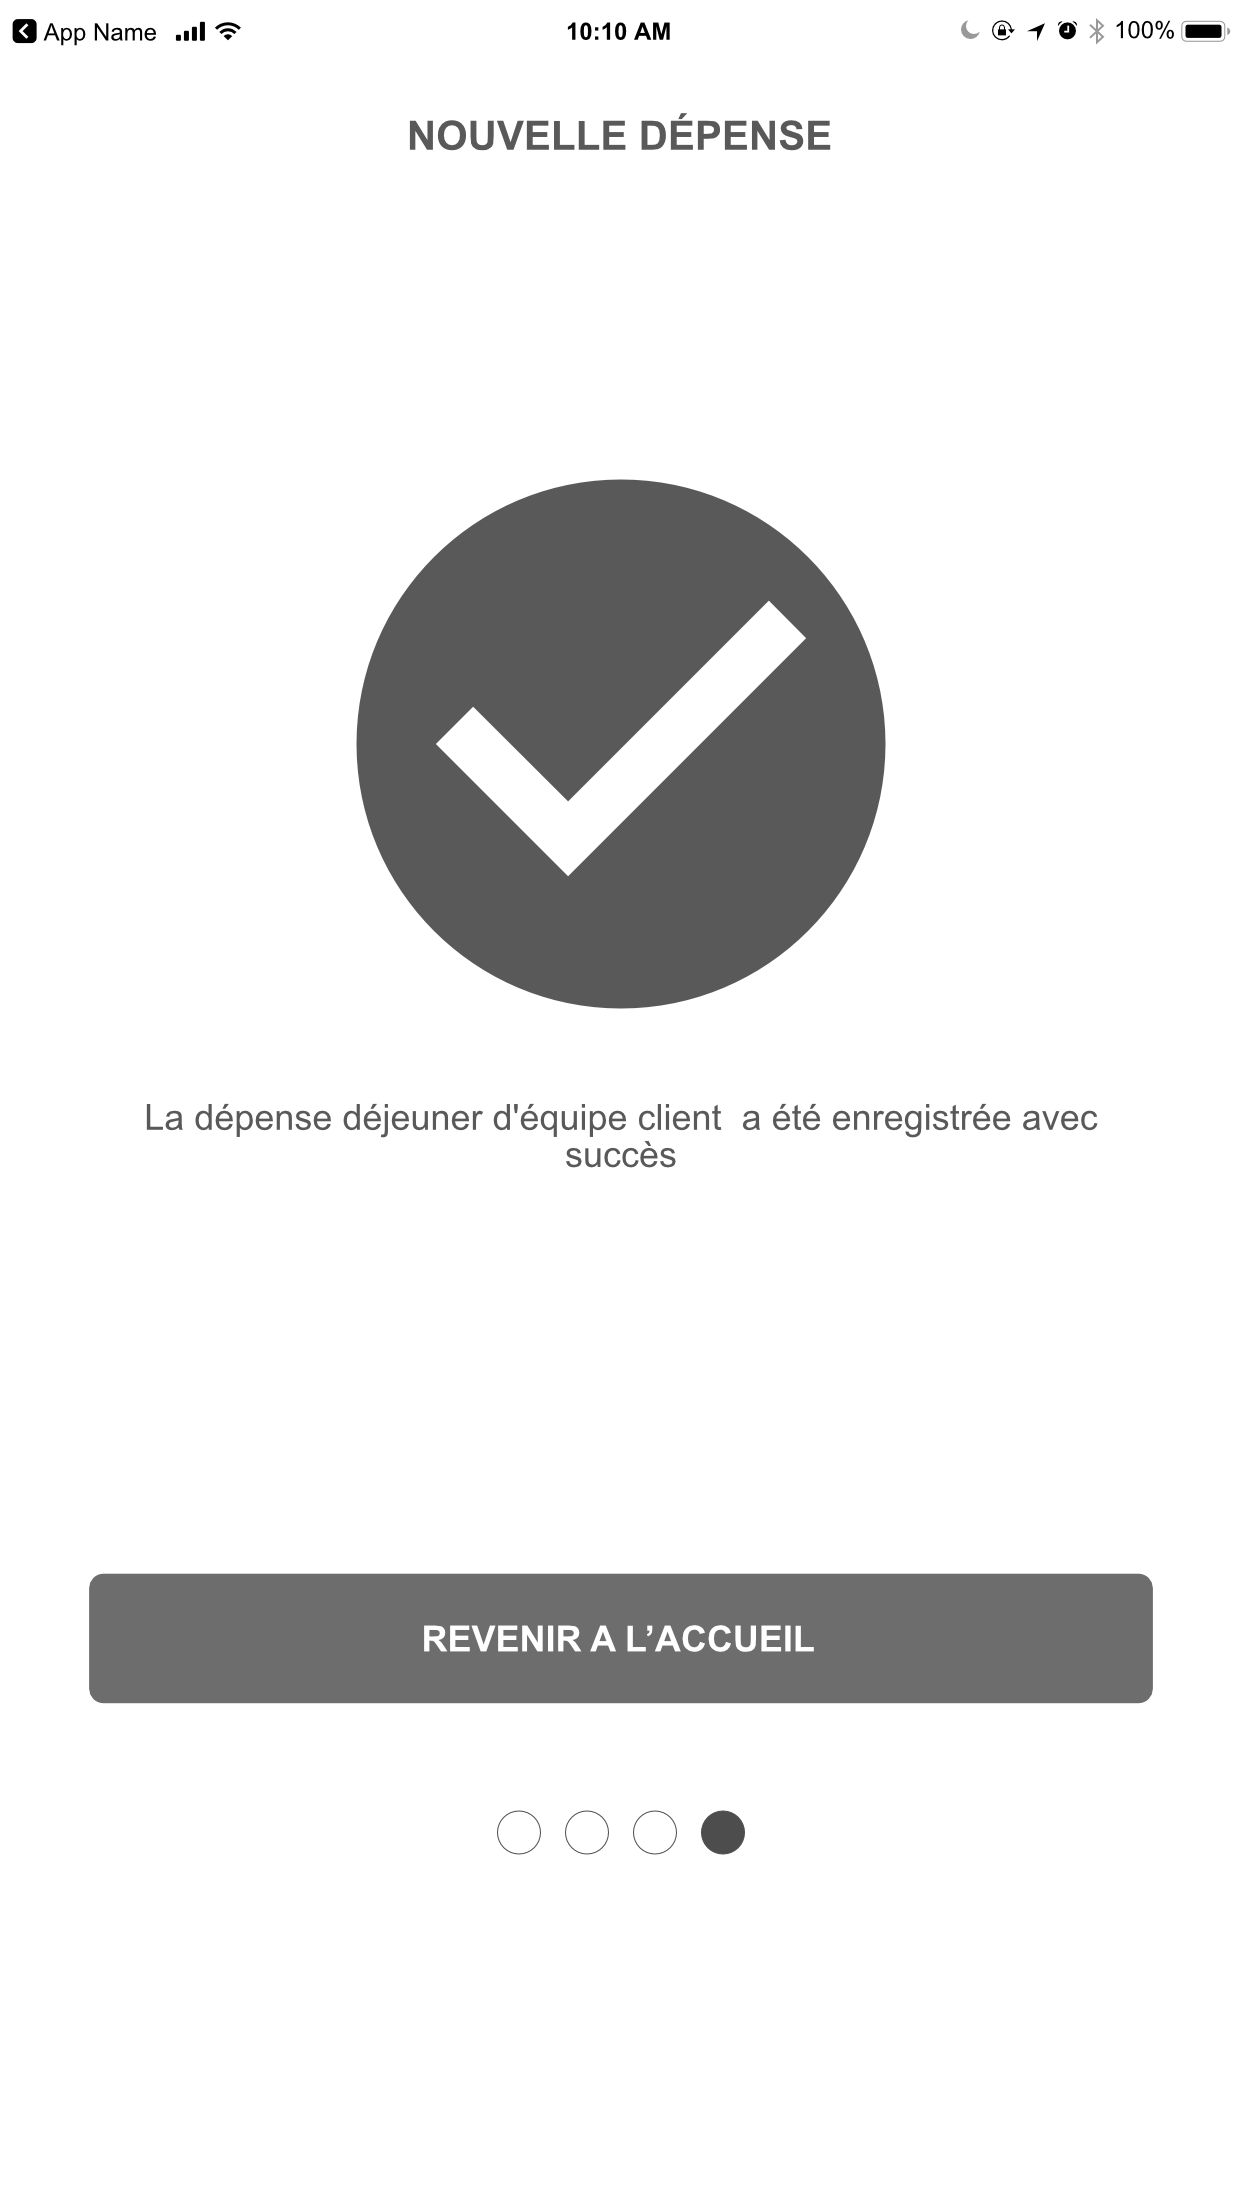 App Name 10:10 AM 100%
NOUVELLE DÉPENSE
La dépense déjeuner d'équipe client  a été enregistrée avec
succès
REVENIR A L’ACCUEIL